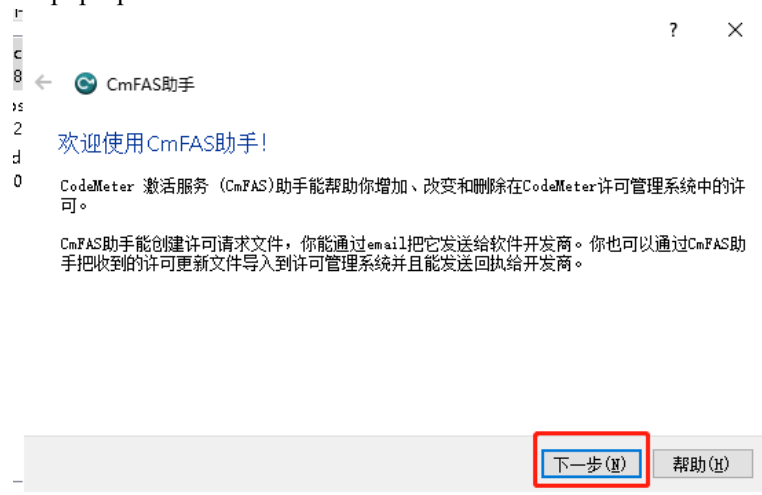 ?
CmFAS助手
欢迎使用CmFAS助手!
CodeMeter 激活服务 (CmFAS)助手能帮助你增加、改变和删除在CodeMeter许可管理系统中的许
可。
CmFAS助手能创建许可请求文件，你能通过email把它发送给软件开发商。你也可以通过CmFAS助
手把收到的许可更新文件导入到许可管理系统并且能发送回执给开发商。
下一步(N)
帮助(H)